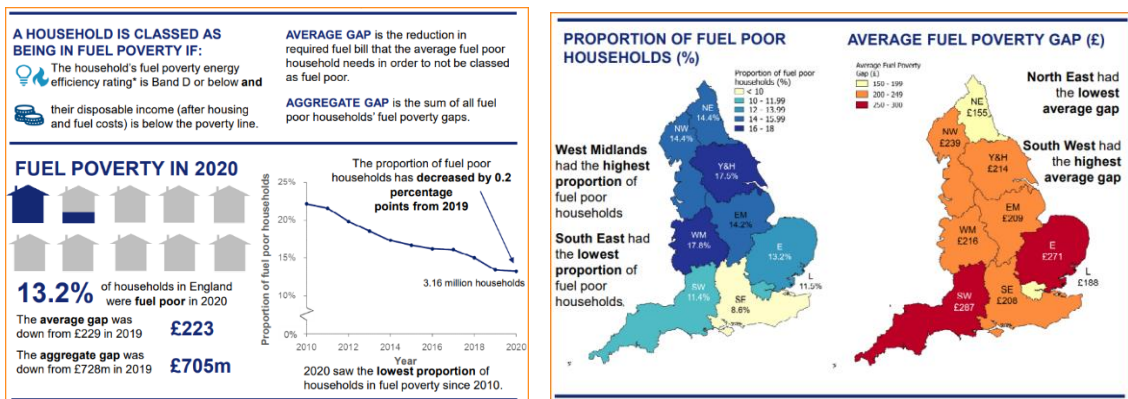 A HOUSEHOLD IS CLASSED AS
BEING IN FUEL POVERTY IF:
The household's fuel poverty energy
efficiency rating* is Band D or below and
their disposable income (after housing
and fuel costs) is below the poverty line.
AVERAGE GAP is the reduction in
required fuel bill that the average fuel poor
household needs in order to not be classed
as fuel poor.
AGGREGATE GAP is the sum of all fuel
poor households' fuel poverty gaps.
FUEL POVERTY IN 2020
13.2% of households in England
were fuel poor in 2020
The average gap was
down from £229 in 2019
£223
The aggregate gap was
down from £728m in 2019
£705m
The proportion of fuel poor
households has decreased by 0.2
percentage
points from 2019
Proportion of fuel poor households
25%
20%
15%
10%
0%
3.16 million households
2010
2012
2014
2016
2018
2020
Year
2020 saw the lowest proportion of
households in fuel poverty since 2010.
PROPORTION OF FUEL POOR
HOUSEHOLDS (%)
Proportion of fuel poor
households (%)
< 10
10 - 11.99
12 - 13.99
14 - 15.99
16 - 18
West Midlands
had the highest
proportion of
fuel poor
households
South East had
the lowest
proportion of
fuel poor
households.
NE
14.4%
NW
14.4%
Y&H
17.5%
EM
14.2%
WM
17.8%
E
13.2%
L
11.5%
SW
11.4%
SE
8.6%
AVERAGE FUEL POVERTY GAP (£)
Average Fuel Poverty
Gap (£)
150 - 199
200 - 249
250 - 300
North East had
the lowest
average gap
South West had
the highest
average gap
NE
£155
NW
£239
Y&H
£214
EM
£209
WM
£216
E
£271
L
£188
SE
£208
SW
£287